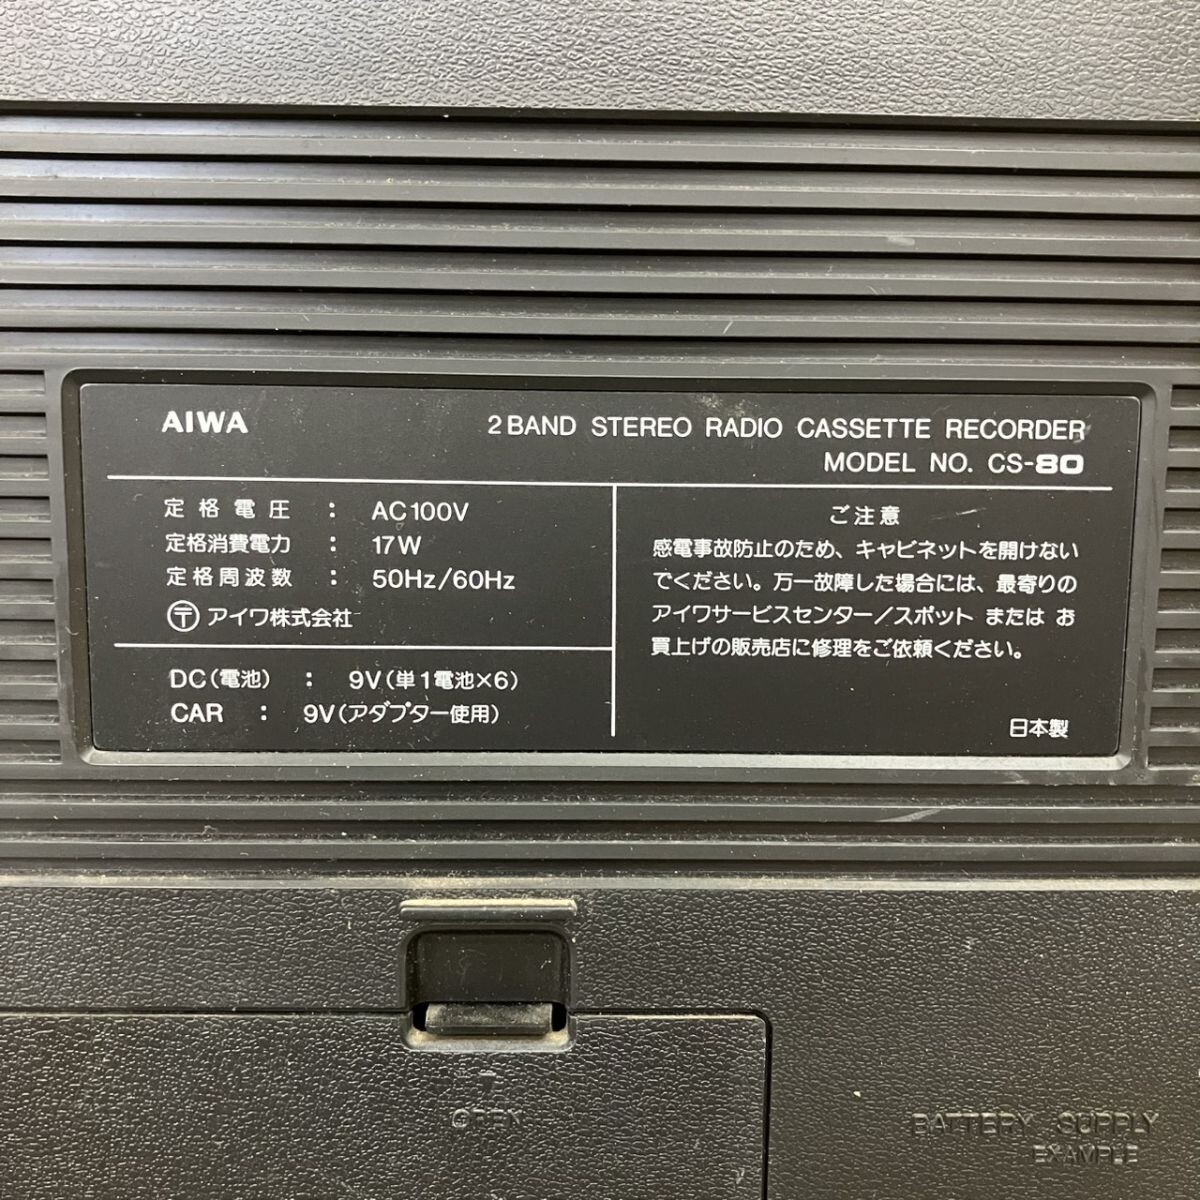 AIWA
2 BAND STEREO RADIO CASSETTE RECORDER
MODEL NO. CS-80
定格電圧 : AC100V
定格消費電力 : 17W
定格周波数 : 50Hz/60Hz
〒 アイワ株式会社
DC(電池) : 9V(単1電池×6)
CAR : 9V(アダプター使用)
ご注意
感電事故防止のため、キャビネットを開けない
でください。万一故障した場合には、最寄りの
アイワサービスセンター/スポット または お
買上げの販売店に修理をご依頼ください。
日本製
OPEN
BATTERY SUPPLY
EXAMPLE